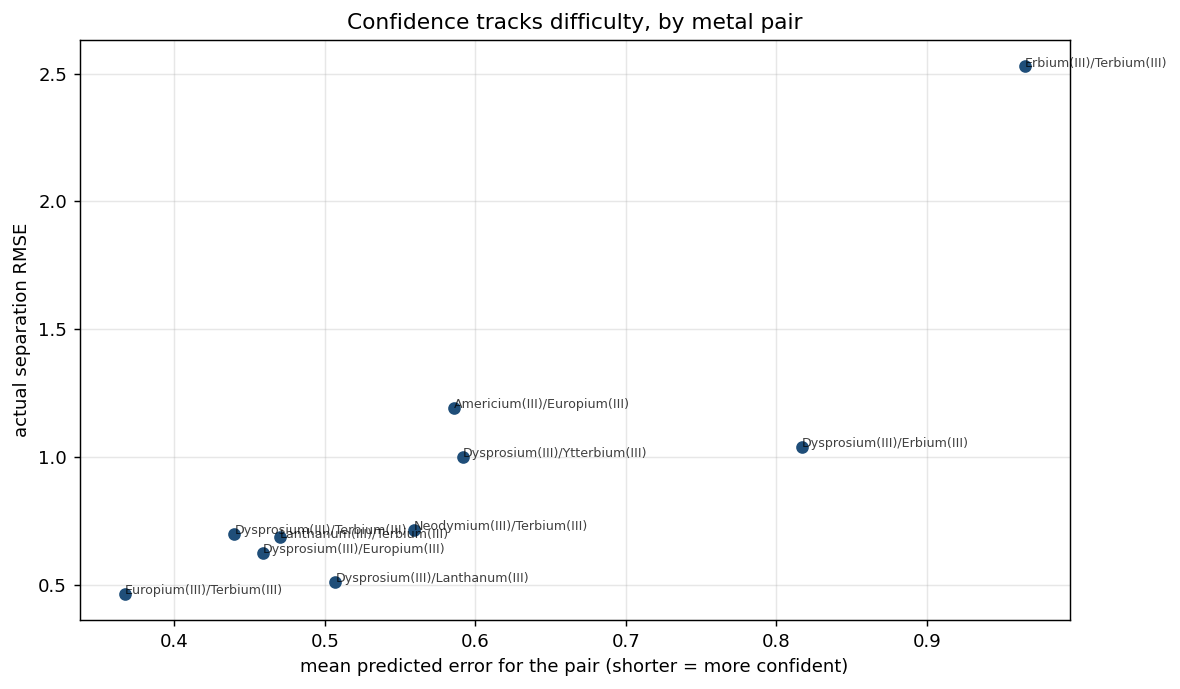 Confidence tracks difficulty, by metal pair
2.5
2.0
1.5
1.0
0.5
actual separation RMSE
Erbium(III)/Terbium(III)
Americium(III)/Europium(III)
Dysprosium(III)/Erbium(III)
Dysprosium(III)/Ytterbium(III)
Neodymium(III)/Terbium(III)
Dysprosium(III)/Terbium(III)
Lanthanum(III)/Terbium(III)
Dysprosium(III)/Europium(III)
Dysprosium(III)/Lanthanum(III)
Europium(III)/Terbium(III)
0.4 0.5 0.6 0.7 0.8 0.9
mean predicted error for the pair (shorter = more confident)